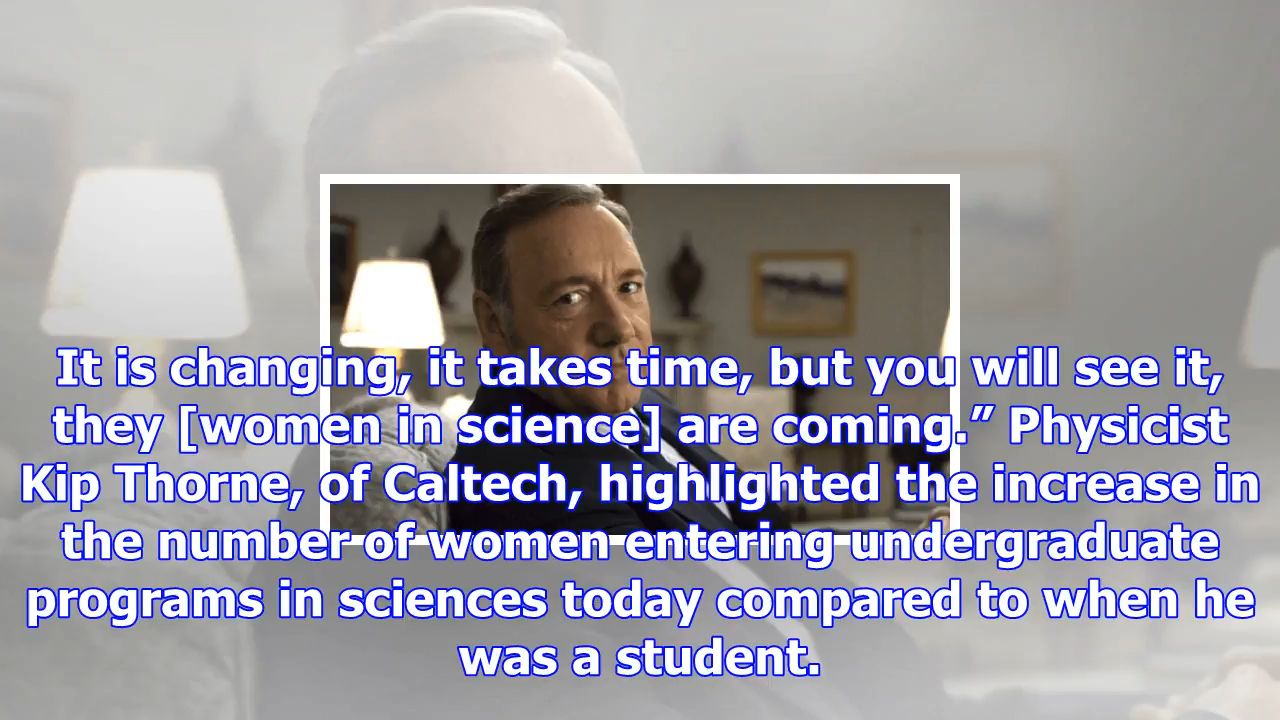 It is changing, it takes time, but you will see it,
they [women in science] are coming.” Physicist
Kip Thorne, of Caltech, highlighted the increase in
the number of women entering undergraduate
programs in sciences today compared to when he
was a student.